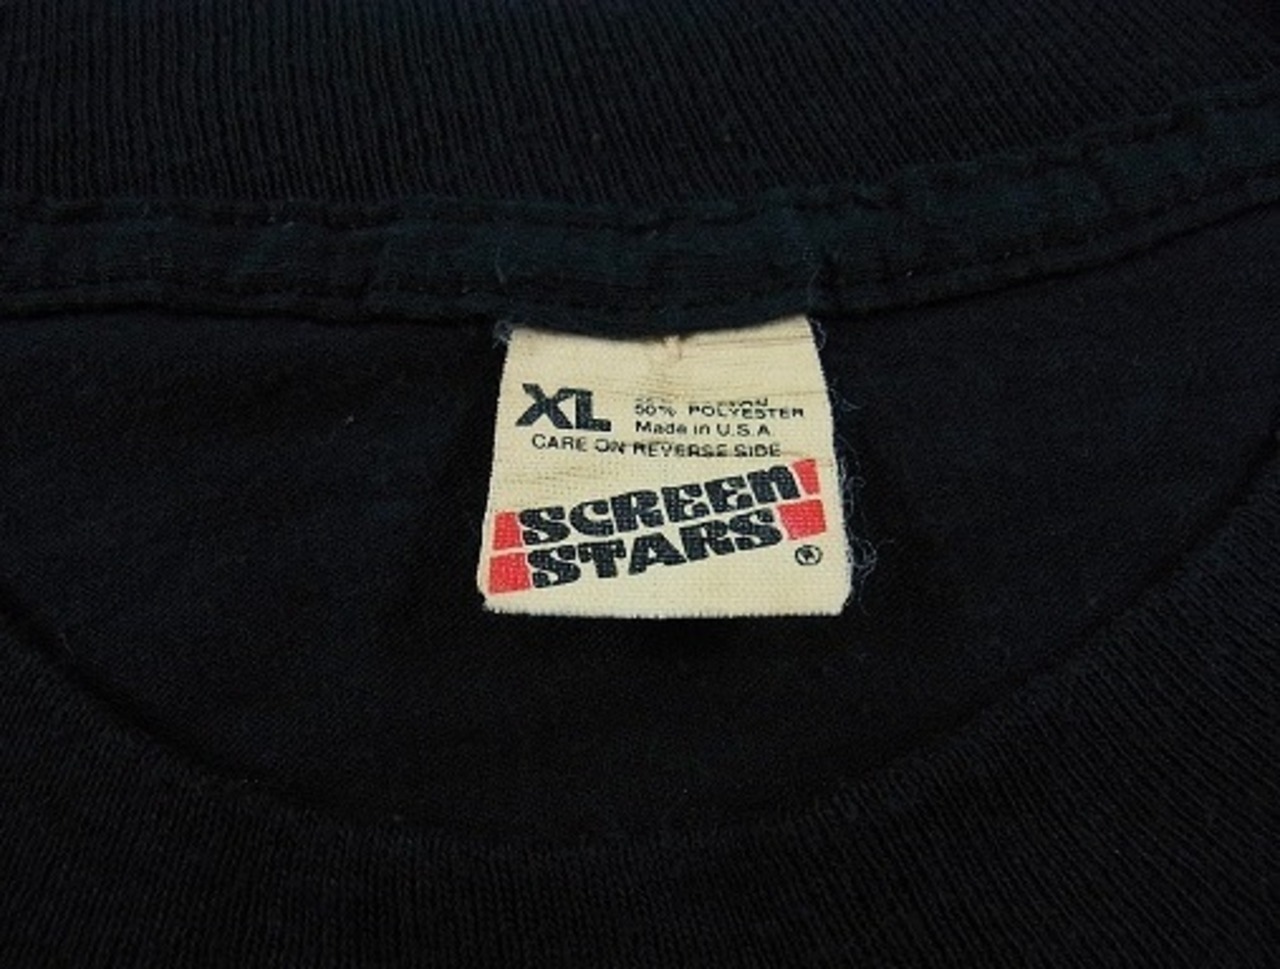 XL
50% POLYESTER
Made in U.S.A.
CARE ON REVERSE SIDE
SCREEN
STARS
®